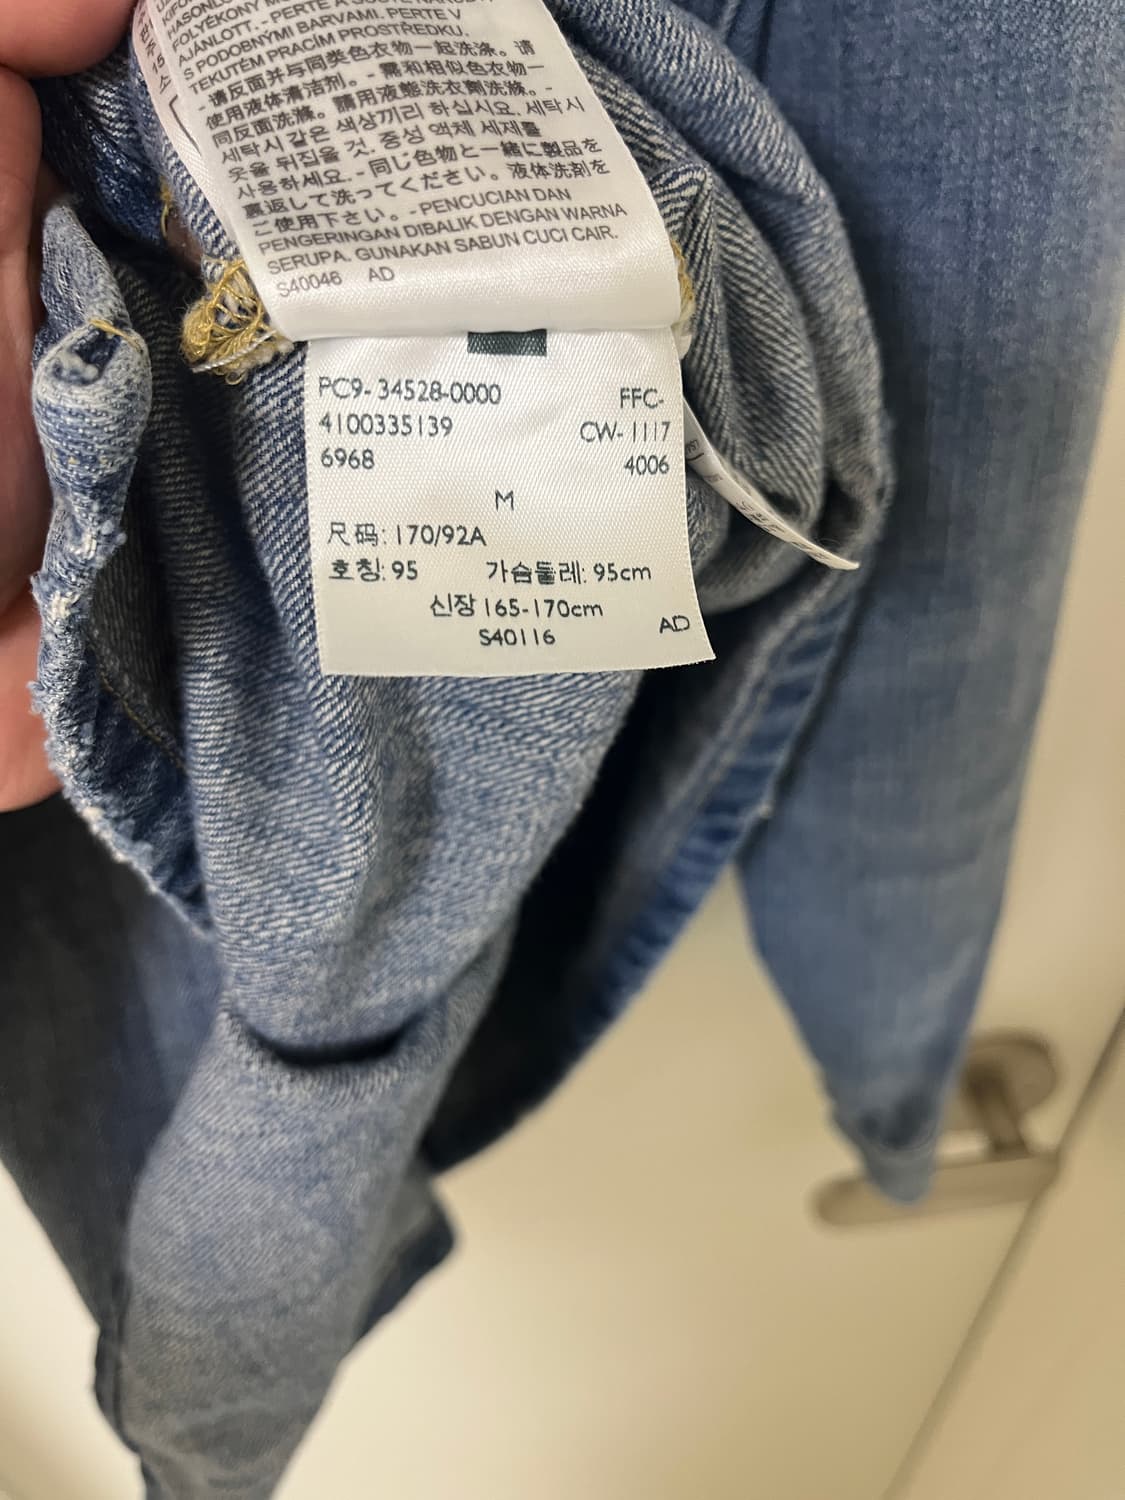 FOLYÉKONY
AJÁNLOTT. - PERTE
S PODOBNÝMI BARVAMI. PERTE V
TEKUTÉM PRACÍM PROSTŘEDKU.
- 请反面并与同类色衣物一起洗涤。请
使用液体清洁剂。- 需和相似色衣物一
同反面洗滌。請用液態洗衣劑洗滌。-
세탁시 같은 색상끼리 하십시요. 세탁시
옷을 뒤집을 것. 중성 액체 세제를
사용하세요. - 同じ色物と一緒に製品を
裏返して洗ってください。液体洗剤を
ご使用下さい。- PENCUCIAN DAN
PENGERINGAN DIBALIK DENGAN WARNA
SERUPA. GUNAKAN SABUN CUCI CAIR.
S40046 AD
PC9- 34528-0000 FFC-
4100335139 CW- 1117
6968 4006
M
尺码: 170/92A
호칭: 95 가슴둘레: 95cm
신장 165-170cm
S40116 AD